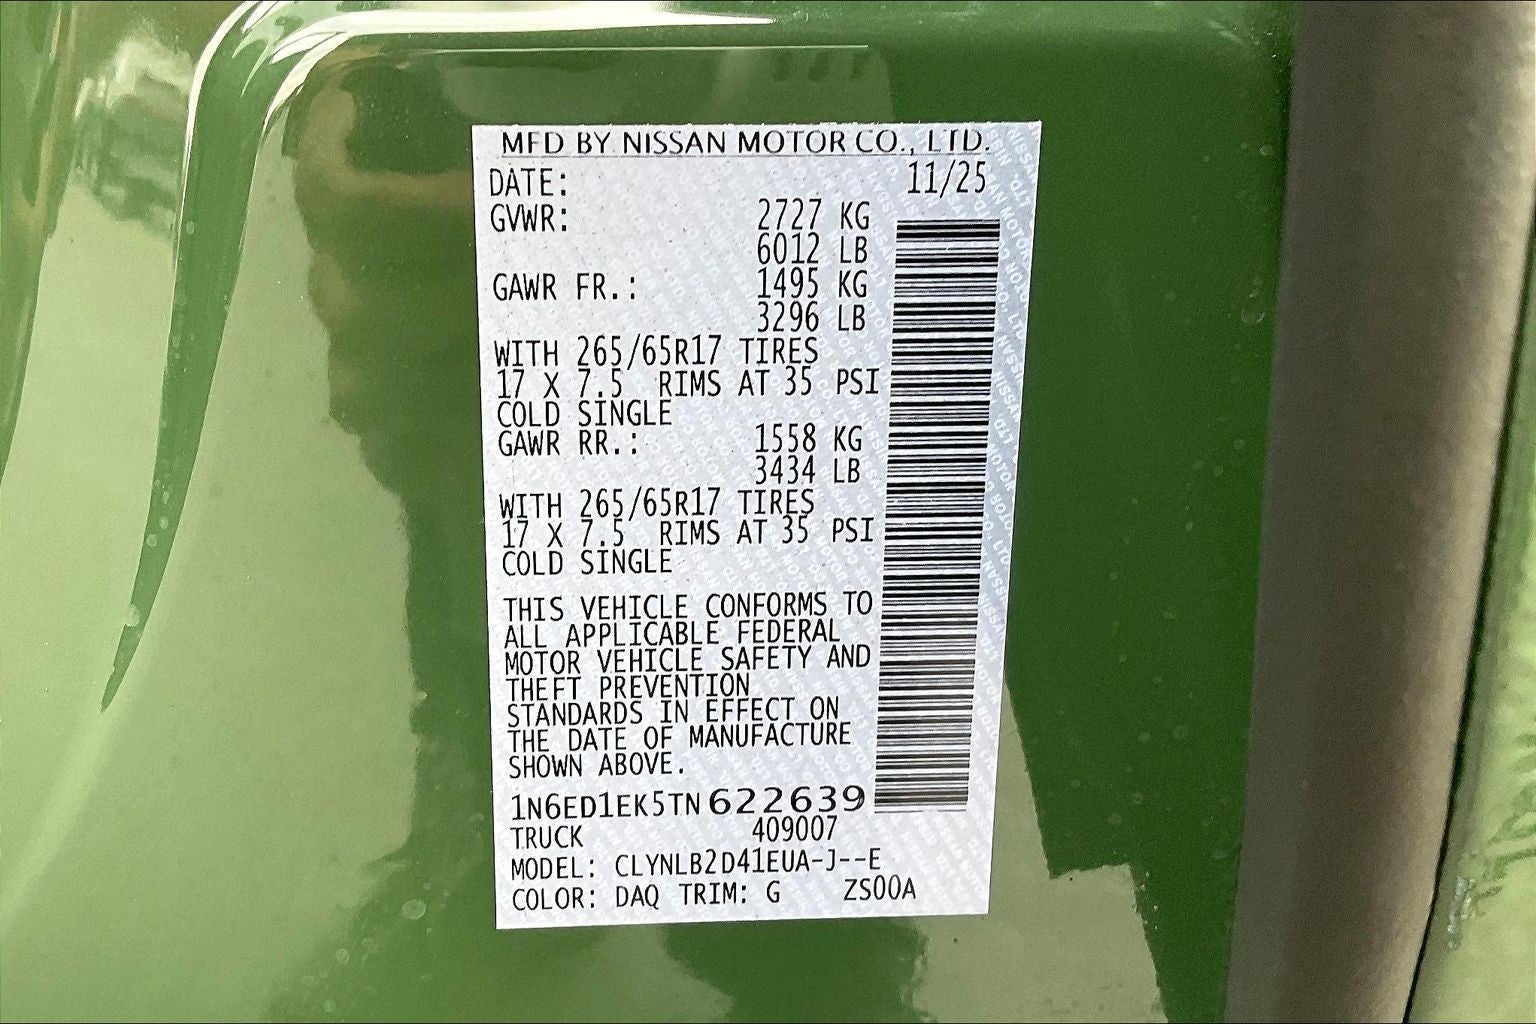 MFD BY NISSAN MOTOR CO., LTD.
DATE: 11/25
GVWR: 2727 KG
6012 LB
GAWR FR.: 1495 KG
3296 LB
WITH 265/65R17 TIRES
17 X 7.5 RIMS AT 35 PSI
COLD SINGLE
GAWR RR.: 1558 KG
3434 LB
WITH 265/65R17 TIRES
17 X 7.5 RIMS AT 35 PSI
COLD SINGLE
THIS VEHICLE CONFORMS TO
ALL APPLICABLE FEDERAL
MOTOR VEHICLE SAFETY AND
THEFT PREVENTION
STANDARDS IN EFFECT ON
THE DATE OF MANUFACTURE
SHOWN ABOVE.
1N6ED1EK5TN622639
TRUCK 409007
MODEL: CLYNLB2D41EUA-J--E
COLOR: DAQ TRIM: G ZS00A